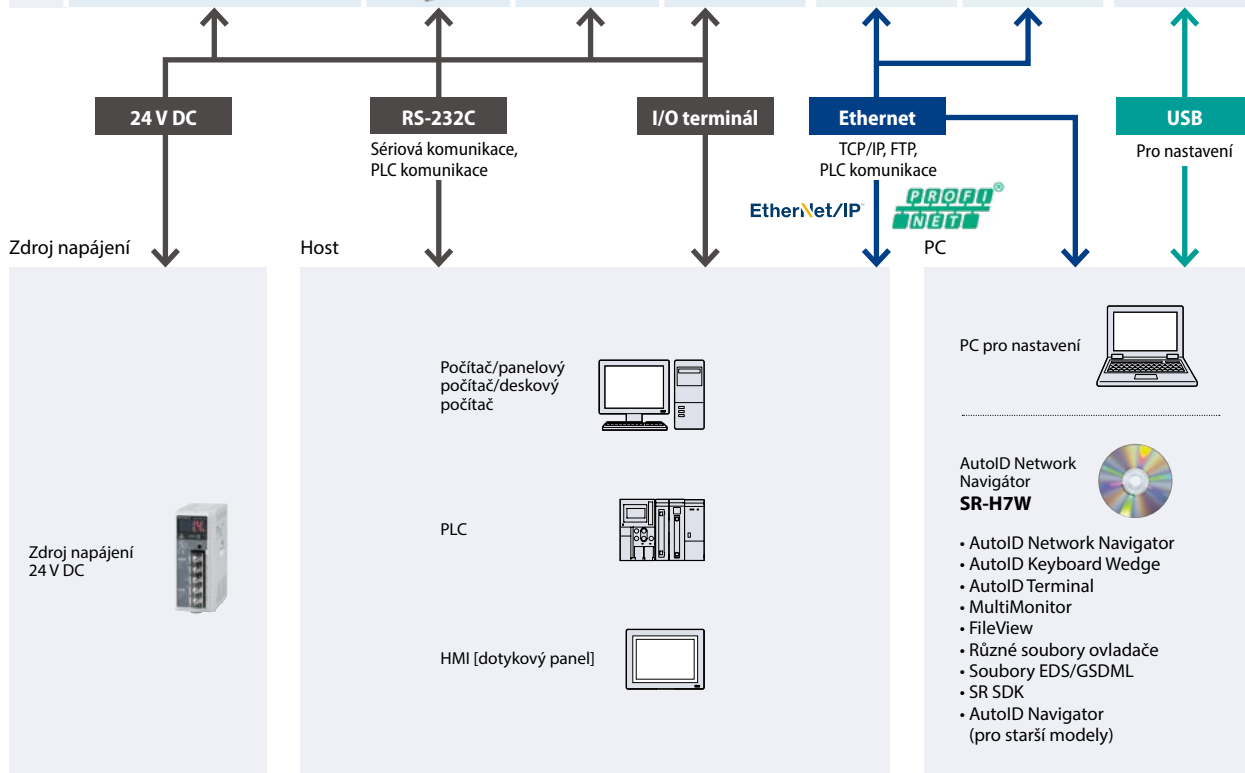 24 V DC
RS-232C
Sériová komunikace,
PLC komunikace
I/O terminál
Ethernet
TCP/IP, FTP,
PLC komunikace
EtherNet/IP™
PROFI®
NET
USB
Pro nastavení
Zdroj napájení
Zdroj napájení
24 V DC
Host
Počítač/panelový
počítač/deskový
počítač
PLC
HMI [dotykový panel]
PC
PC pro nastavení
AutoID Network
Navigátor
SR-H7W
• AutoID Network Navigator
• AutoID Keyboard Wedge
• AutoID Terminal
• MultiMonitor
• FileView
• Různé soubory ovladače
• Soubory EDS/GSDML
• SR SDK
• AutoID Navigator
(pro starší modely)